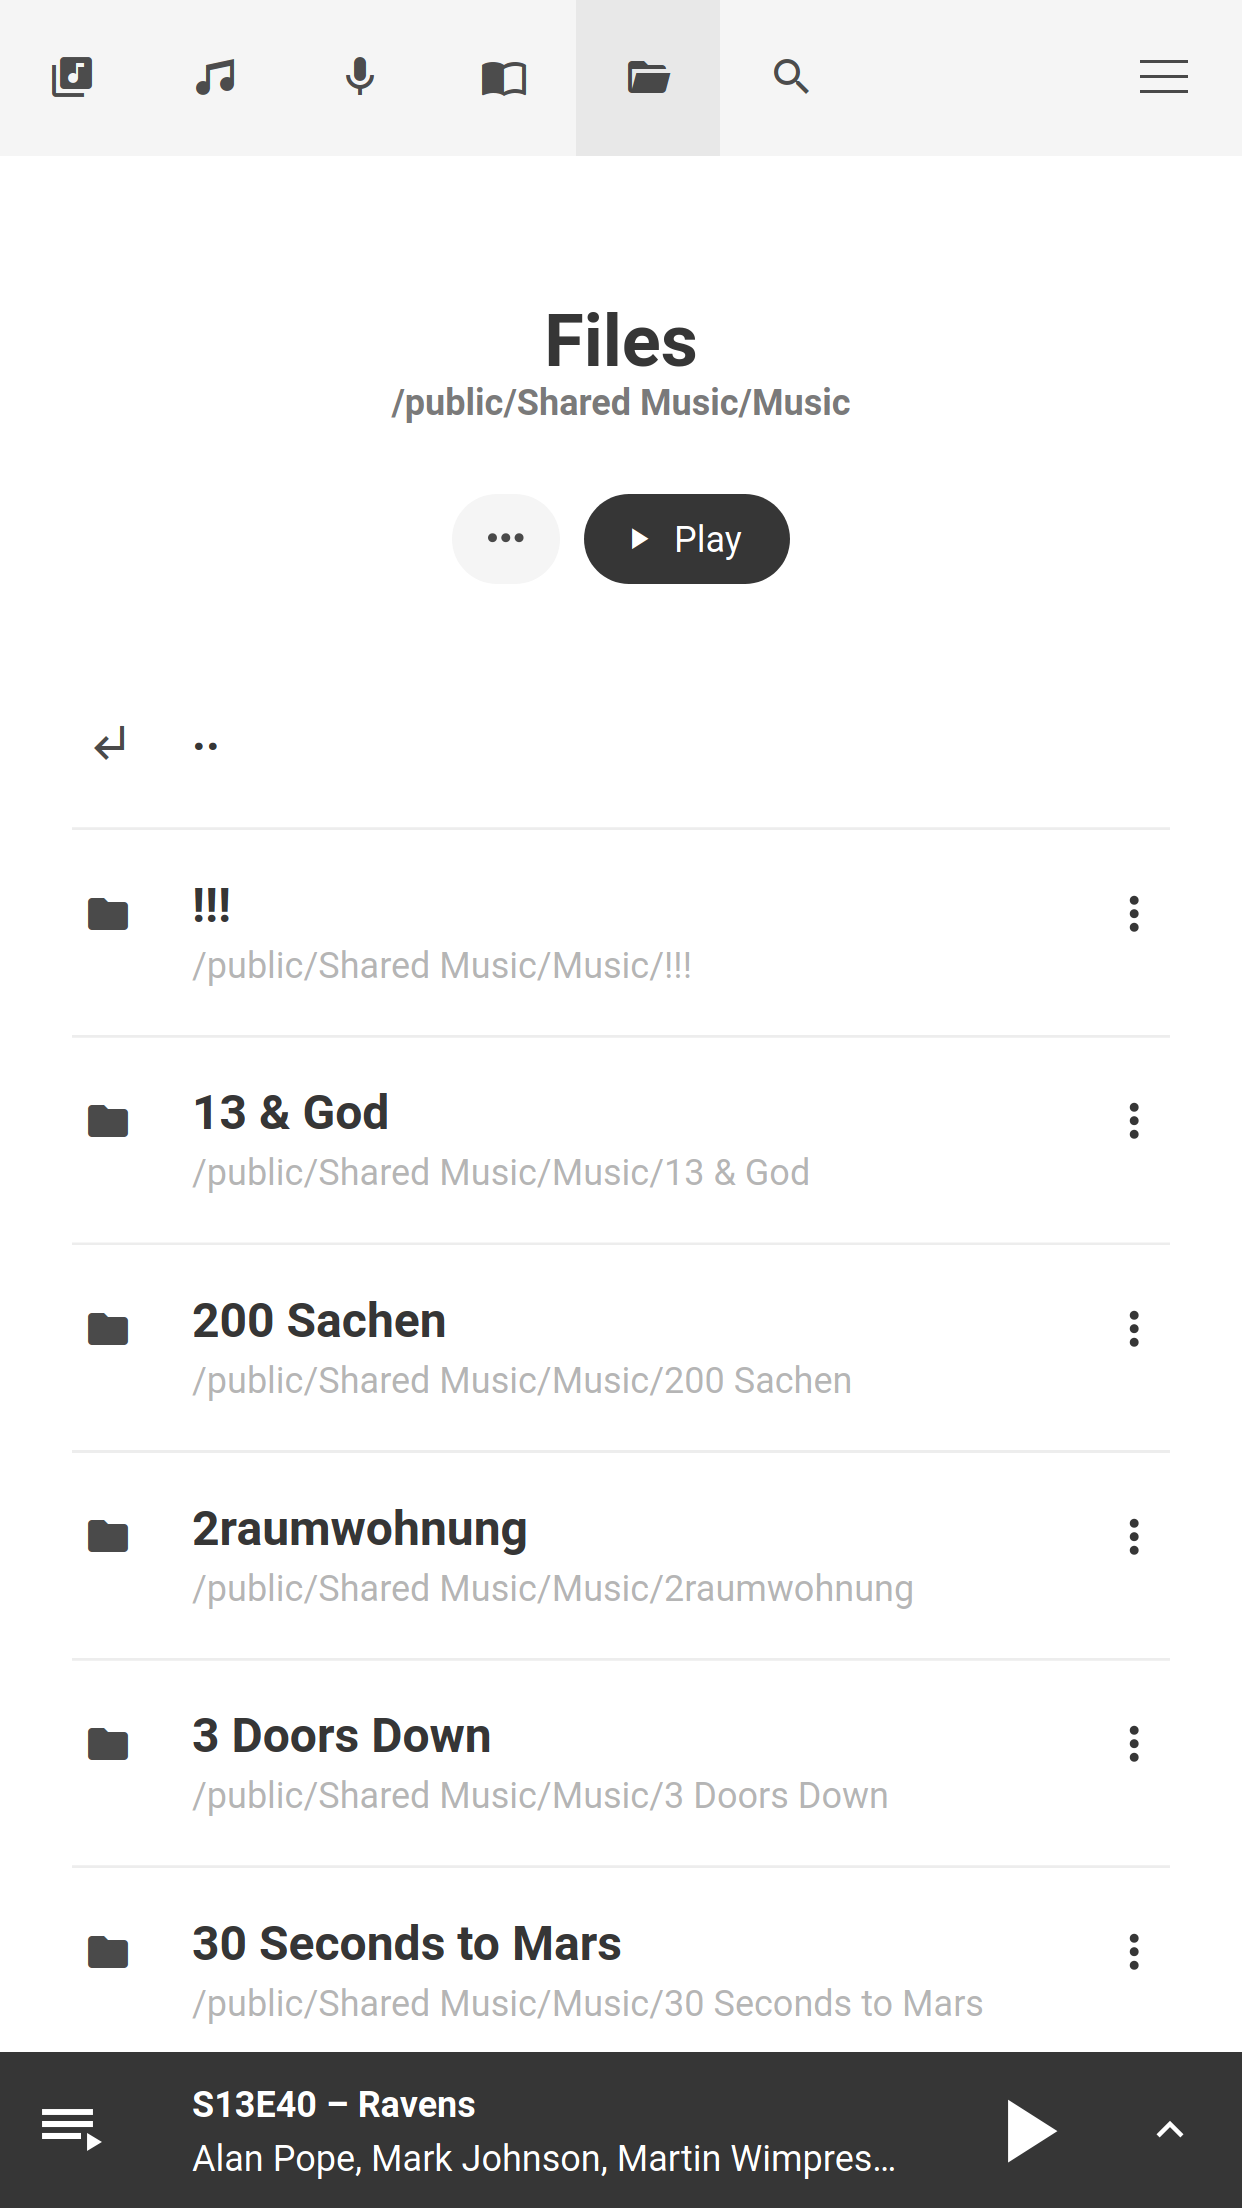 Files
/public/Shared Music/Music
Play
..
!!!
/public/Shared Music/Music/!!!
13 & God
/public/Shared Music/Music/13 & God
200 Sachen
/public/Shared Music/Music/200 Sachen
2raumwohnung
/public/Shared Music/Music/2raumwohnung
3 Doors Down
/public/Shared Music/Music/3 Doors Down
30 Seconds to Mars
/public/Shared Music/Music/30 Seconds to Mars
S13E40 – Ravens
Alan Pope, Mark Johnson, Martin Wimpres…